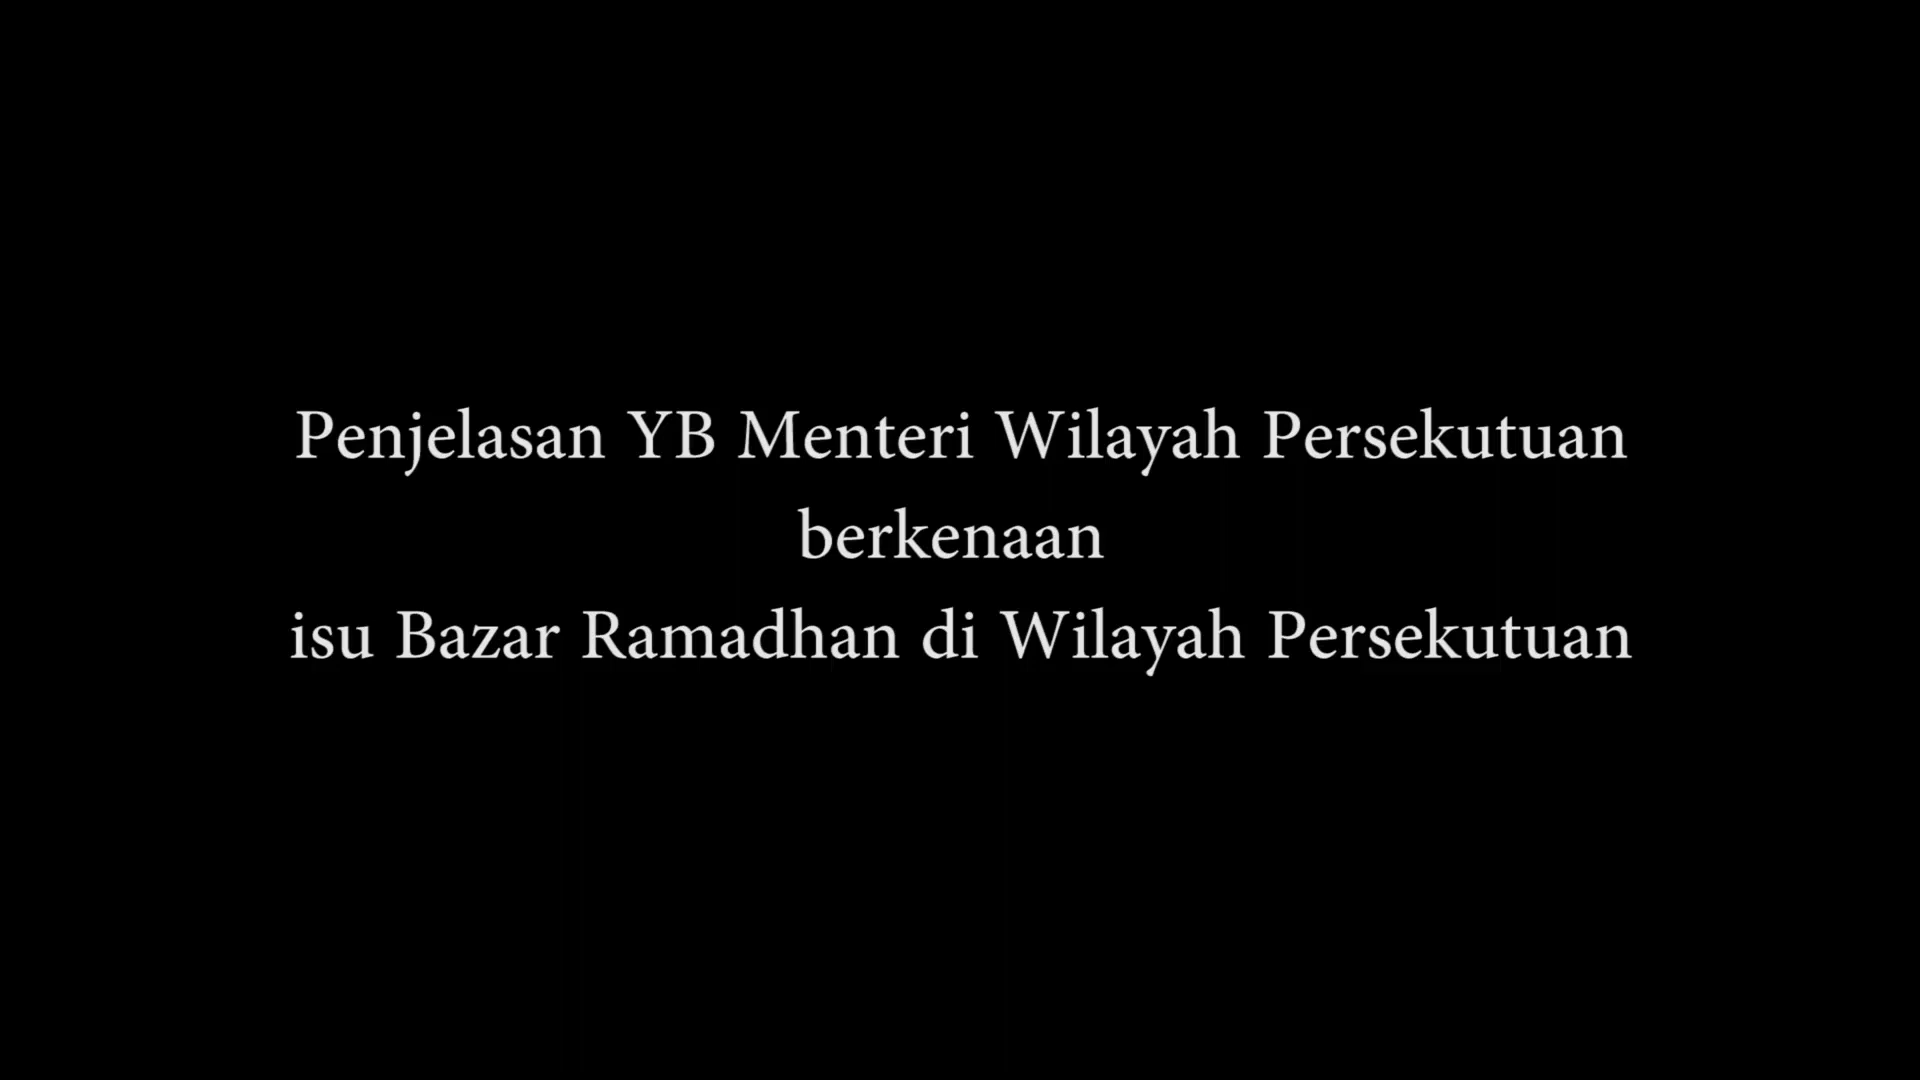 Penjelasan YB Menteri Wilayah Persekutuan
berkenaan
isu Bazar Ramadhan di Wilayah Persekutuan